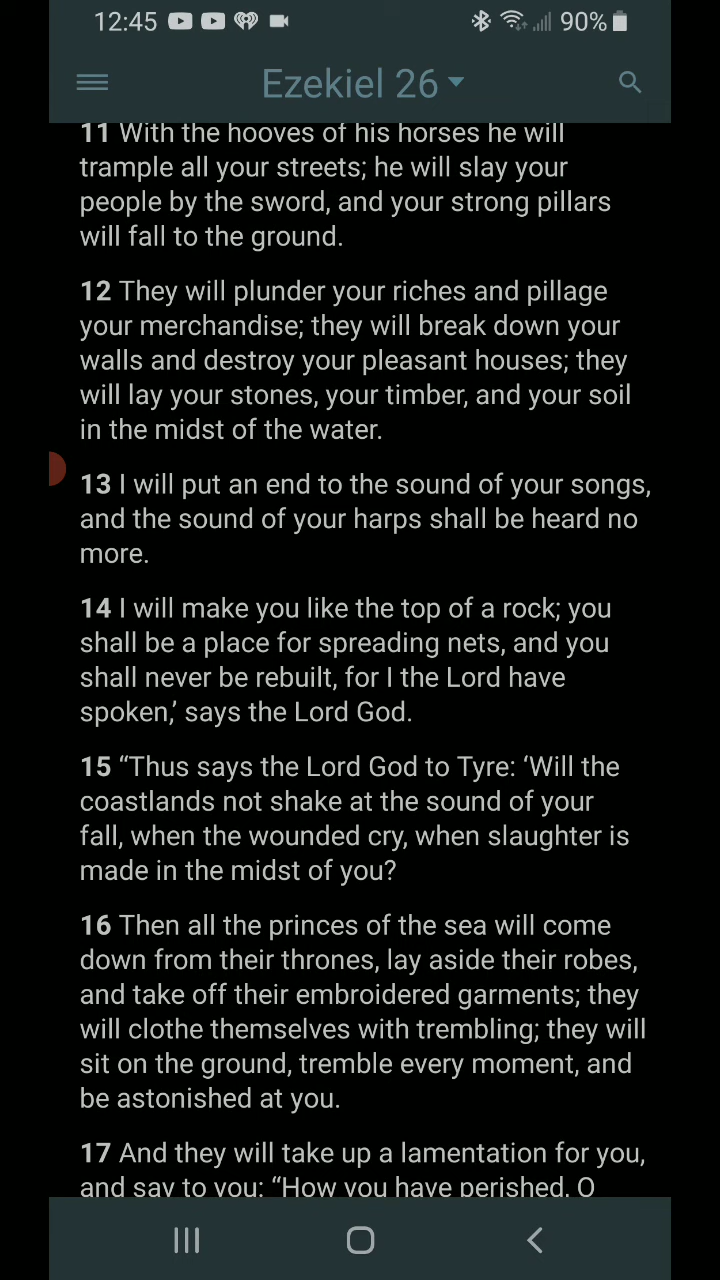 12:45 90%
Ezekiel 26
11 With the hooves of his horses he will
trample all your streets; he will slay your
people by the sword, and your strong pillars
will fall to the ground.
12 They will plunder your riches and pillage
your merchandise; they will break down your
walls and destroy your pleasant houses; they
will lay your stones, your timber, and your soil
in the midst of the water.
13 I will put an end to the sound of your songs,
and the sound of your harps shall be heard no
more.
14 I will make you like the top of a rock; you
shall be a place for spreading nets, and you
shall never be rebuilt, for I the Lord have
spoken,’ says the Lord God.
15 “Thus says the Lord God to Tyre: ‘Will the
coastlands not shake at the sound of your
fall, when the wounded cry, when slaughter is
made in the midst of you?
16 Then all the princes of the sea will come
down from their thrones, lay aside their robes,
and take off their embroidered garments; they
will clothe themselves with trembling; they will
sit on the ground, tremble every moment, and
be astonished at you.
17 And they will take up a lamentation for you,
and say to you: “How you have perished, O